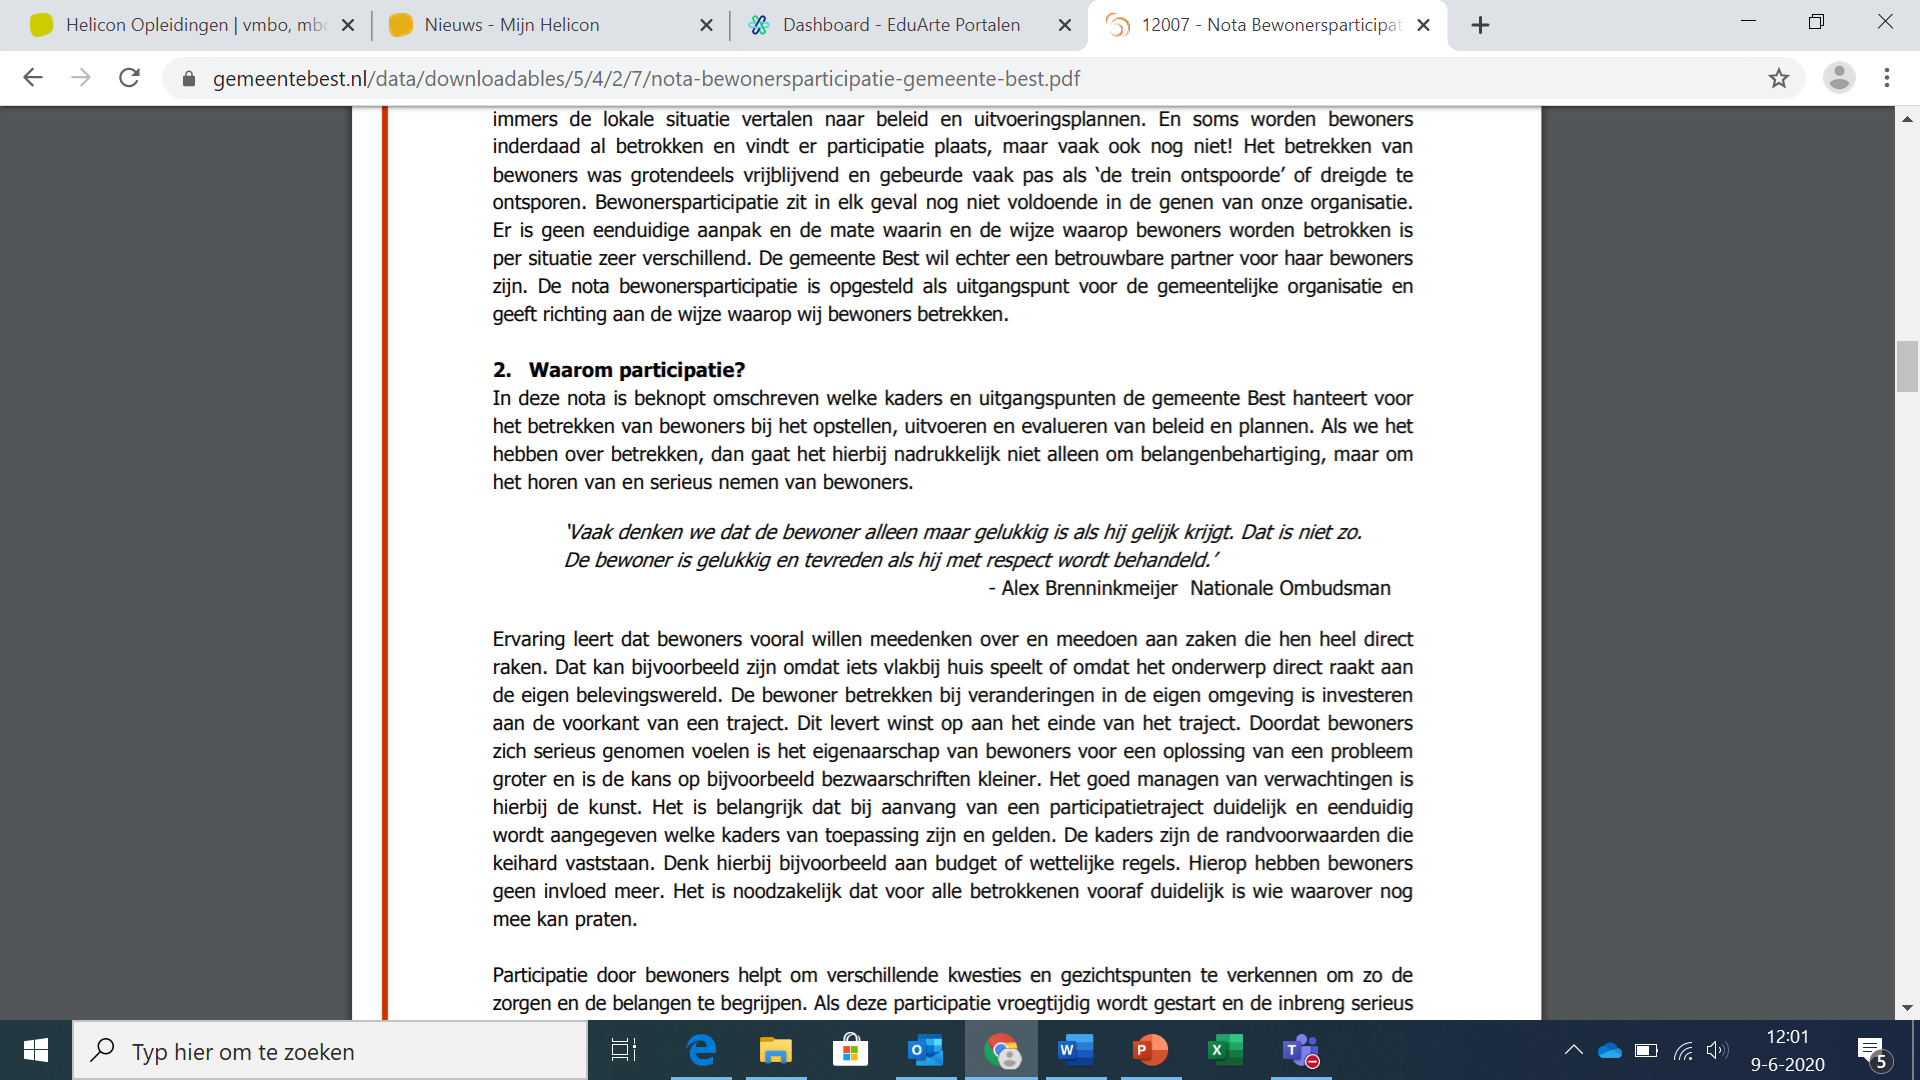 Helicon Opleidingen | vmbo, mb
Nieuws - Mijn Helicon
Dashboard - EduArte Portalen
12007 - Nota Bewonersparticipat
gemeentebest.nl/data/downloadables/5/4/2/7/nota-bewonersparticipatie-gemeente-best.pdf
immers de lokale situatie vertalen naar beleid en uitvoeringsplannen. En soms worden bewoners
inderdaad al betrokken en vindt er participatie plaats, maar vaak ook nog niet! Het betrekken van
bewoners was grotendeels vrijblijvend en gebeurde vaak pas als ‘de trein ontspoorde’ of dreigde te
ontsporen. Bewonersparticipatie zit in elk geval nog niet voldoende in de genen van onze organisatie.
Er is geen eenduidige aanpak en de mate waarin en de wijze waarop bewoners worden betrokken is
per situatie zeer verschillend. De gemeente Best wil echter een betrouwbare partner voor haar bewoners
zijn. De nota bewonersparticipatie is opgesteld als uitgangspunt voor de gemeentelijke organisatie en
geeft richting aan de wijze waarop wij bewoners betrekken.
2. Waarom participatie?
In deze nota is beknopt omschreven welke kaders en uitgangspunten de gemeente Best hanteert voor
het betrekken van bewoners bij het opstellen, uitvoeren en evalueren van beleid en plannen. Als we het
hebben over betrekken, dan gaat het hierbij nadrukkelijk niet alleen om belangenbehartiging, maar om
het horen van en serieus nemen van bewoners.
‘Vaak denken we dat de bewoner alleen maar gelukkig is als hij gelijk krijgt. Dat is niet zo.
De bewoner is gelukkig en tevreden als hij met respect wordt behandeld.’
- Alex Brenninkmeijer Nationale Ombudsman
Ervaring leert dat bewoners vooral willen meedenken over en meedoen aan zaken die hen heel direct
raken. Dat kan bijvoorbeeld zijn omdat iets vlakbij huis speelt of omdat het onderwerp direct raakt aan
de eigen belevingswereld. De bewoner betrekken bij veranderingen in de eigen omgeving is investeren
aan de voorkant van een traject. Dit levert winst op aan het einde van het traject. Doordat bewoners
zich serieus genomen voelen is het eigenaarschap van bewoners voor een oplossing van een probleem
groter en is de kans op bijvoorbeeld bezwaarschriften kleiner. Het goed managen van verwachtingen is
hierbij de kunst. Het is belangrijk dat bij aanvang van een participatietraject duidelijk en eenduidig
wordt aangegeven welke kaders van toepassing zijn en gelden. De kaders zijn de randvoorwaarden die
keihard vaststaan. Denk hierbij bijvoorbeeld aan budget of wettelijke regels. Hierop hebben bewoners
geen invloed meer. Het is noodzakelijk dat voor alle betrokkenen vooraf duidelijk is wie waarover nog
mee kan praten.
Participatie door bewoners helpt om verschillende kwesties en gezichtspunten te verkennen om zo de
zorgen en de belangen te begrijpen. Als deze participatie vroegtijdig wordt gestart en de inbreng serieus
Typ hier om te zoeken
12:01
9-6-2020
5